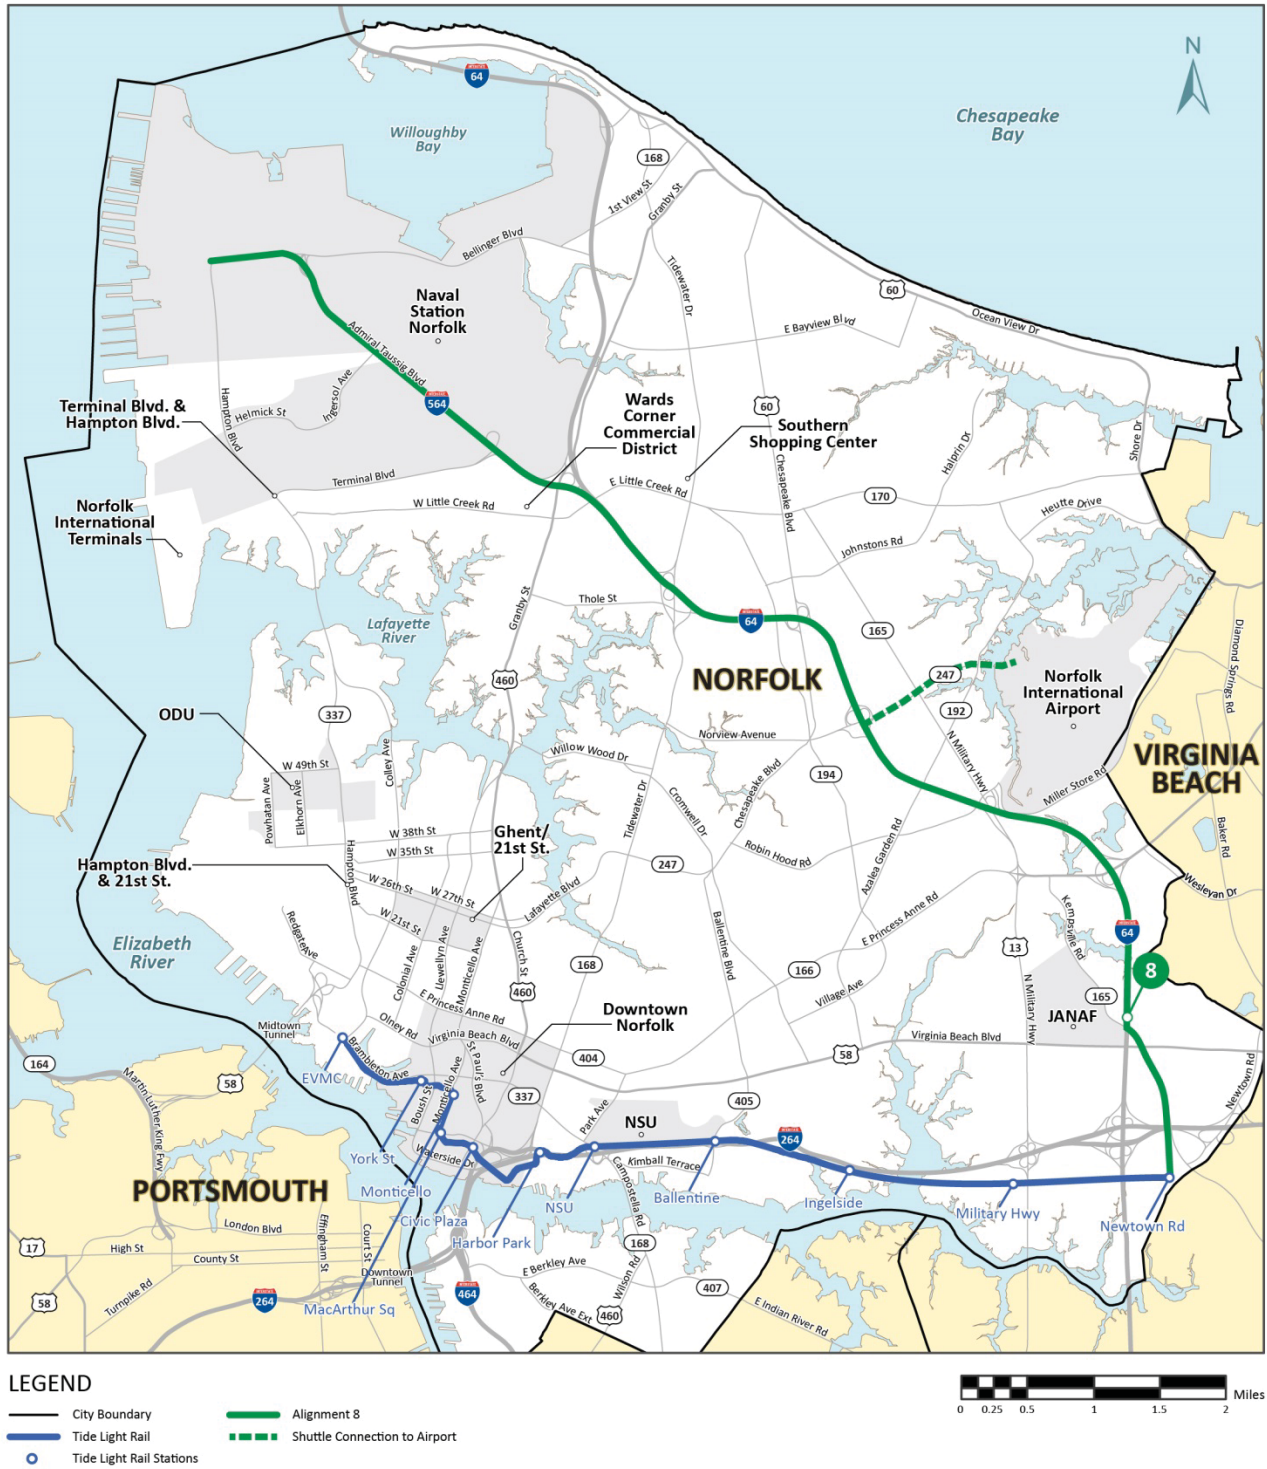 N
64
Chesapeake
Bay
Willoughby
Bay
168
1st View St
Granby St
Bellinger Blvd
Tidewater Dr
60
Ocean View Dr
E Bayview Blvd
Naval
Station
Norfolk
Admiral Taussig Blvd
564
Ingersol Ave
Helmick St
Hampton Blvd
Terminal Blvd. &
Hampton Blvd.
Wards
Corner
Commercial
District
60
Southern
Shopping Center
Halprin Dr
Shore Dr
Terminal Blvd
W Little Creek Rd
E Little Creek Rd
Chesapeake Blvd
170
Heutte Drive
Norfolk
International
Terminals
Johnstons Rd
Granby St
Thole St
64
Lafayette
River
165
Diamond Springs Rd
NORFOLK
247
Norfolk
International
Airport
460
192
ODU
337
Norview Avenue
N Military Hwy
VIRGINIA
BEACH
Willow Wood Dr
Colley Ave
W 49th St
194
Miller Store Rd
Powhatan Ave
Elkhorn Ave
Tidewater Dr
Cromwell Dr
Chesapeake Blvd
Baker Rd
W 38th St
W 35th St
Ghent/
21st St.
Robin Hood Rd
Azalea Garden Rd
Hampton Blvd.
& 21st St.
Hampton Blvd
247
W 26th St
W 27th St
Lafayette Blvd
Wesleyan Dr
W 21st St
Redgate Ave
E Princess Anne Rd
Kempsville Rd
Ballentine Blvd
64
13
Elizabeth
River
Colonial Ave
Llewellyn Ave
Monticello Ave
Church St
460
168
166
8
Village Ave
N Military Hwy
165
JANAF
E Princess Anne Rd
Downtown
Norfolk
Olney Rd
Virginia Beach Blvd
Midtown
Tunnel
Virginia Beach Blvd
58
404
164
Brambleton Ave
EVMC
Martin Luther King Fwy
58
Monticello Ave
St Paul's Blvd
Boush St
337
Park Ave
NSU
405
264
Newtown Rd
York St
Waterside Dr
Kimball Terrace
Campostella Rd
Monticello
NSU
Ballentine
Ingelside
Military Hwy
Newtown Rd
PORTSMOUTH
Civic Plaza
Harbor Park
London Blvd
Effingham St
Court St
17
High St
County St
168
Wilson Rd
Downtown
Tunnel
E Berkley Ave
407
Turnpike Rd
58
264
MacArthur Sq
464
Berkley Ave Ext
460
E Indian River Rd
LEGEND
City Boundary
Tide Light Rail
Tide Light Rail Stations
Alignment 8
Shuttle Connection to Airport
0 0.25 0.5 1 1.5 2
Miles